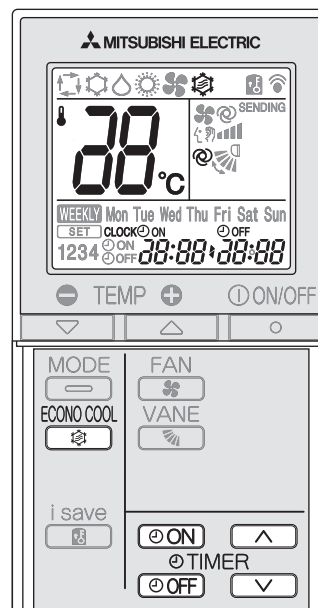 MITSUBISHI ELECTRIC
SENDING
88 °C
WEEKLY Mon Tue Wed Thu Fri Sat Sun
SET CLOCK ON OFF
1234 ON OFF 88:88 88:88
TEMP ON/OFF
MODE FAN
ECONO COOL VANE
i save
ON
TIMER
OFF